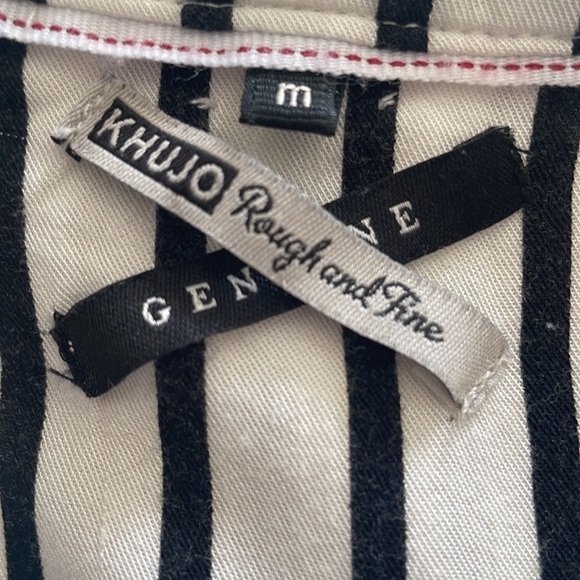 m
KHUJO Rough and Fine
GEN NE